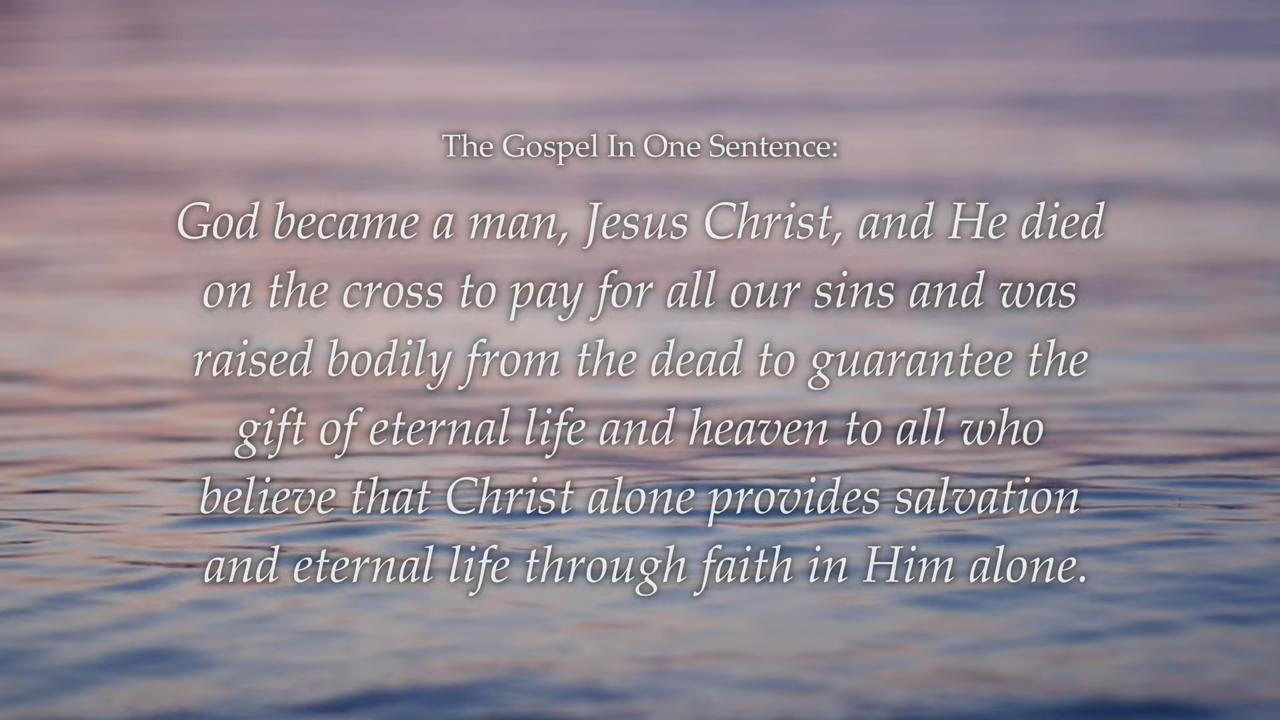 The Gospel In One Sentence:
God became a man, Jesus Christ, and He died
on the cross to pay for all our sins and was
raised bodily from the dead to guarantee the
gift of eternal life and heaven to all who
believe that Christ alone provides salvation
and eternal life through faith in Him alone.